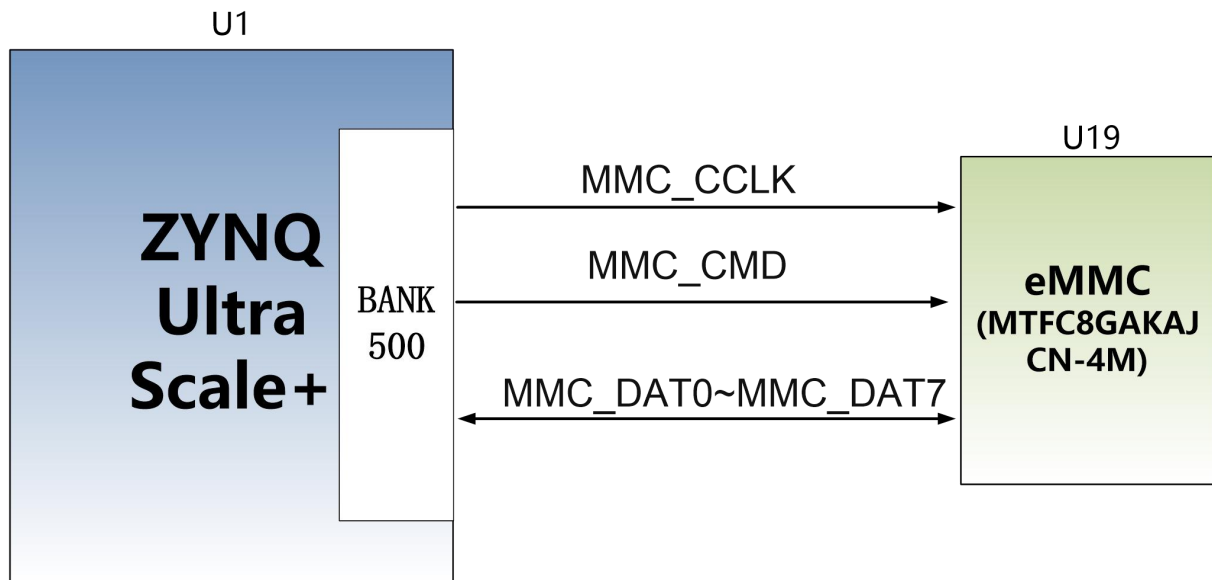 U1
ZYNQ
Ultra
Scale+
BANK
500
MMC_CCLK
MMC_CMD
MMC_DAT0~MMC_DAT7
U19
eMMC
(MTFC8GAKAJ
CN-4M)